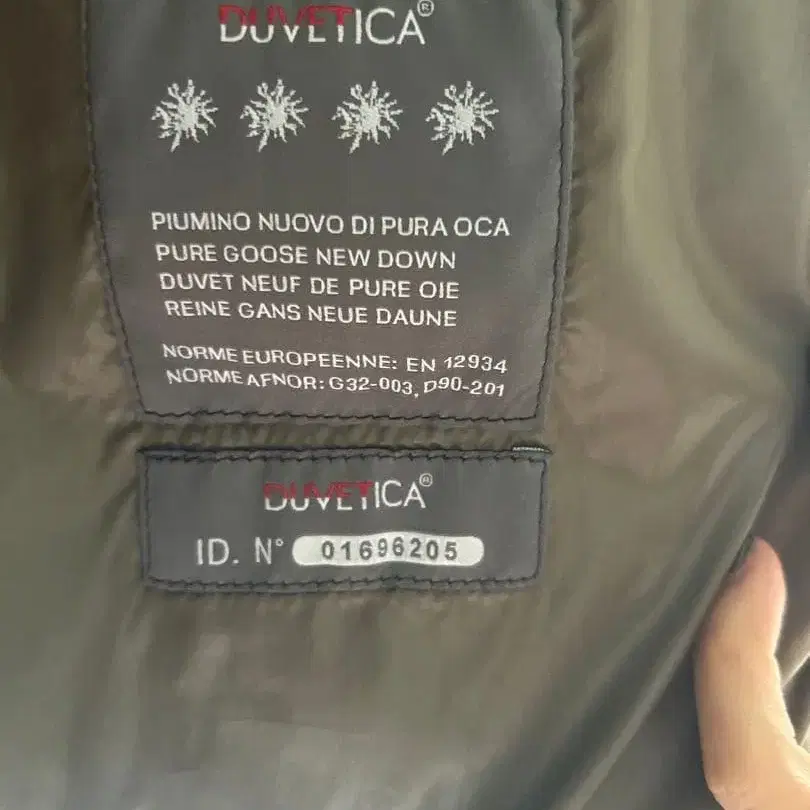 DUVETICA®
PIUMINO NUOVO DI PURA OCA
PURE GOOSE NEW DOWN
DUVET NEUF DE PURE OIE
REINE GANS NEUE DAUNE
NORME EUROPEENNE: EN 12934
NORME AFNOR: G32-003, D90-201
DUVETICA®
ID. N° 01696205